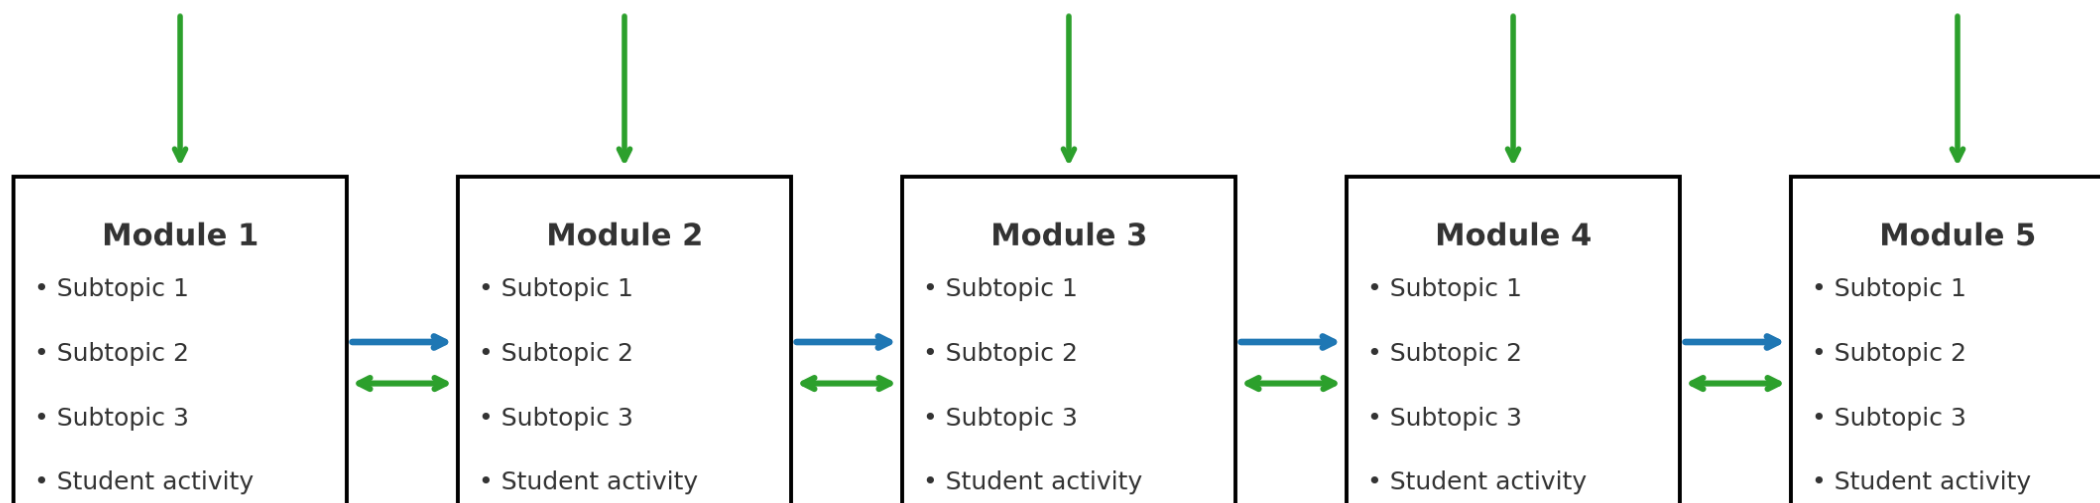 Module 1
• Subtopic 1
• Subtopic 2
• Subtopic 3
• Student activity
Module 2
• Subtopic 1
• Subtopic 2
• Subtopic 3
• Student activity
Module 3
• Subtopic 1
• Subtopic 2
• Subtopic 3
• Student activity
Module 4
• Subtopic 1
• Subtopic 2
• Subtopic 3
• Student activity
Module 5
• Subtopic 1
• Subtopic 2
• Subtopic 3
• Student activity